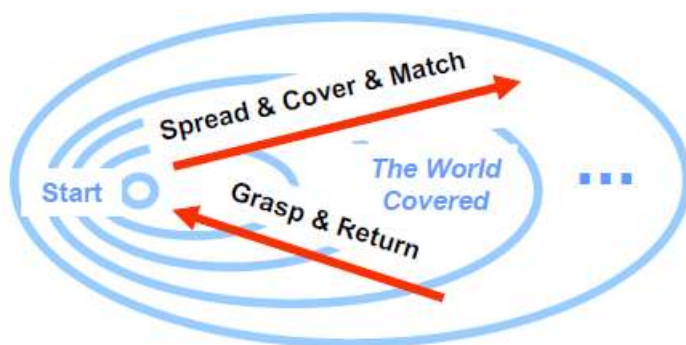 Spread & Cover & Match
Start
The World
Covered
...
Grasp & Return